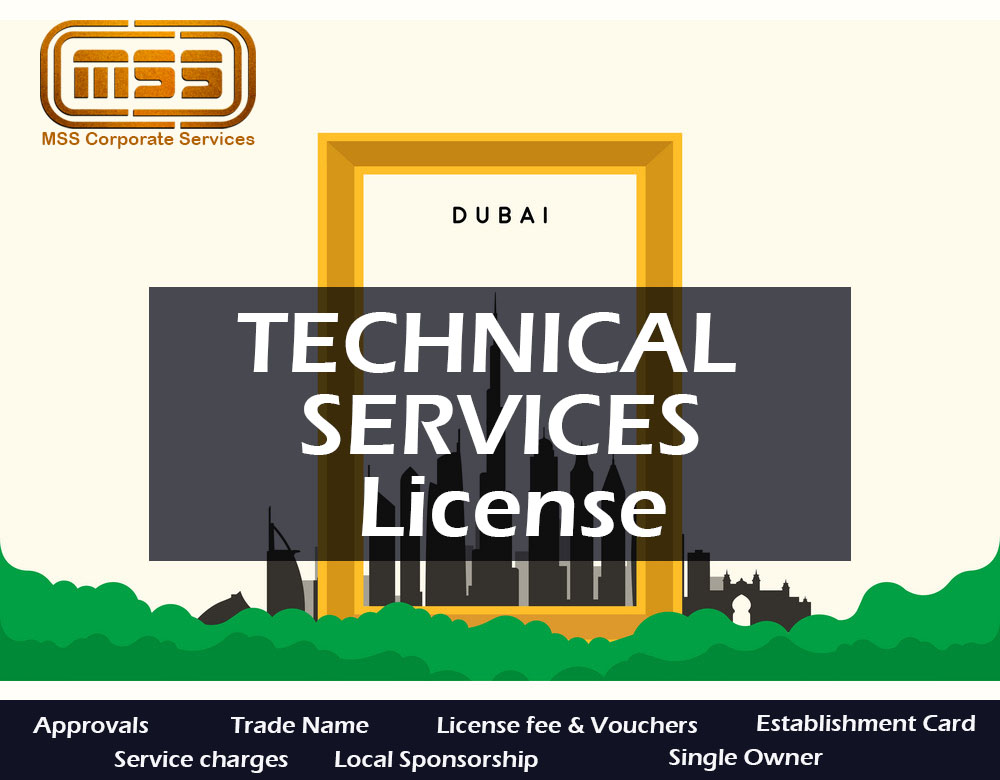 MSS
MSS Corporate Services
DUBAI
TECHNICAL
SERVICES
License
Approvals Trade Name License fee & Vouchers Establishment Card
Service charges Local Sponsorship Single Owner